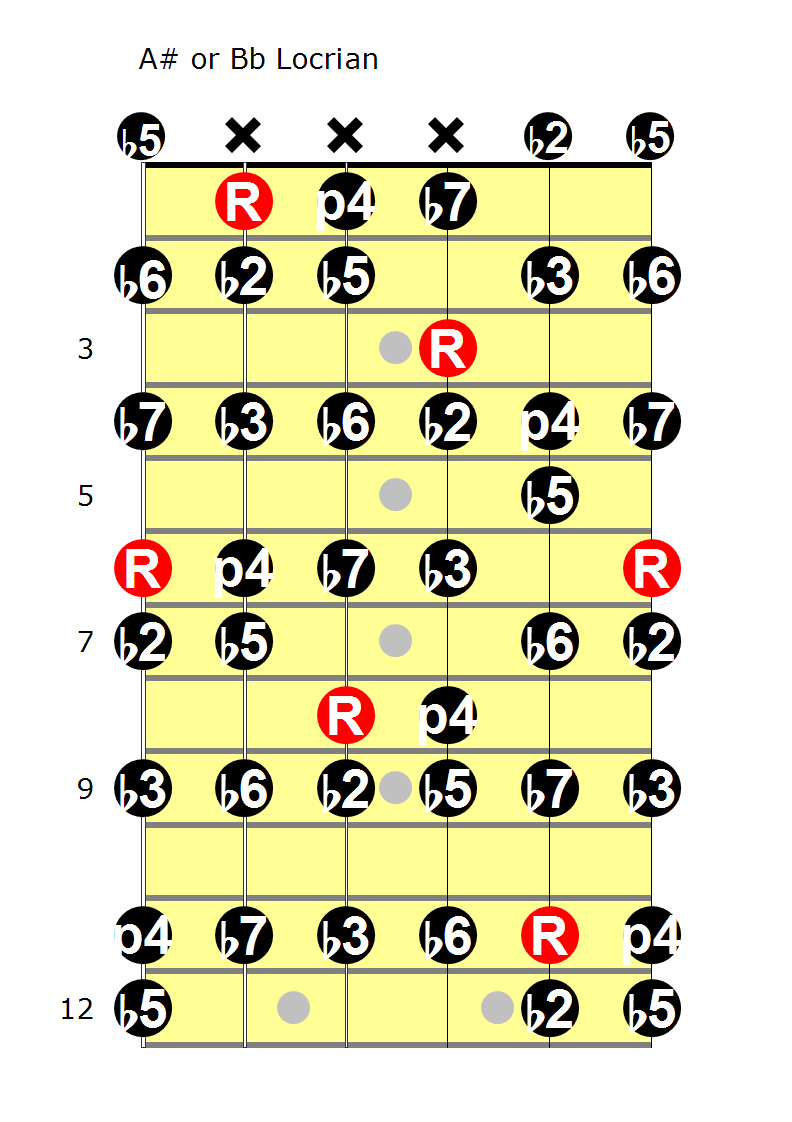 A# or Bb Locrian
♭5 × × × ♭2 ♭5
R p4 ♭7
♭6 ♭2 ♭5 ♭3 ♭6
3 R
♭7 ♭3 ♭6 ♭2 p4 ♭7
5 ♭5
R p4 ♭7 ♭3 R
7 ♭2 ♭5 ♭6 ♭2
R p4
9 ♭3 ♭6 ♭2 ♭5 ♭7 ♭3
p4 ♭7 ♭3 ♭6 R p4
12 ♭5 ♭2 ♭5